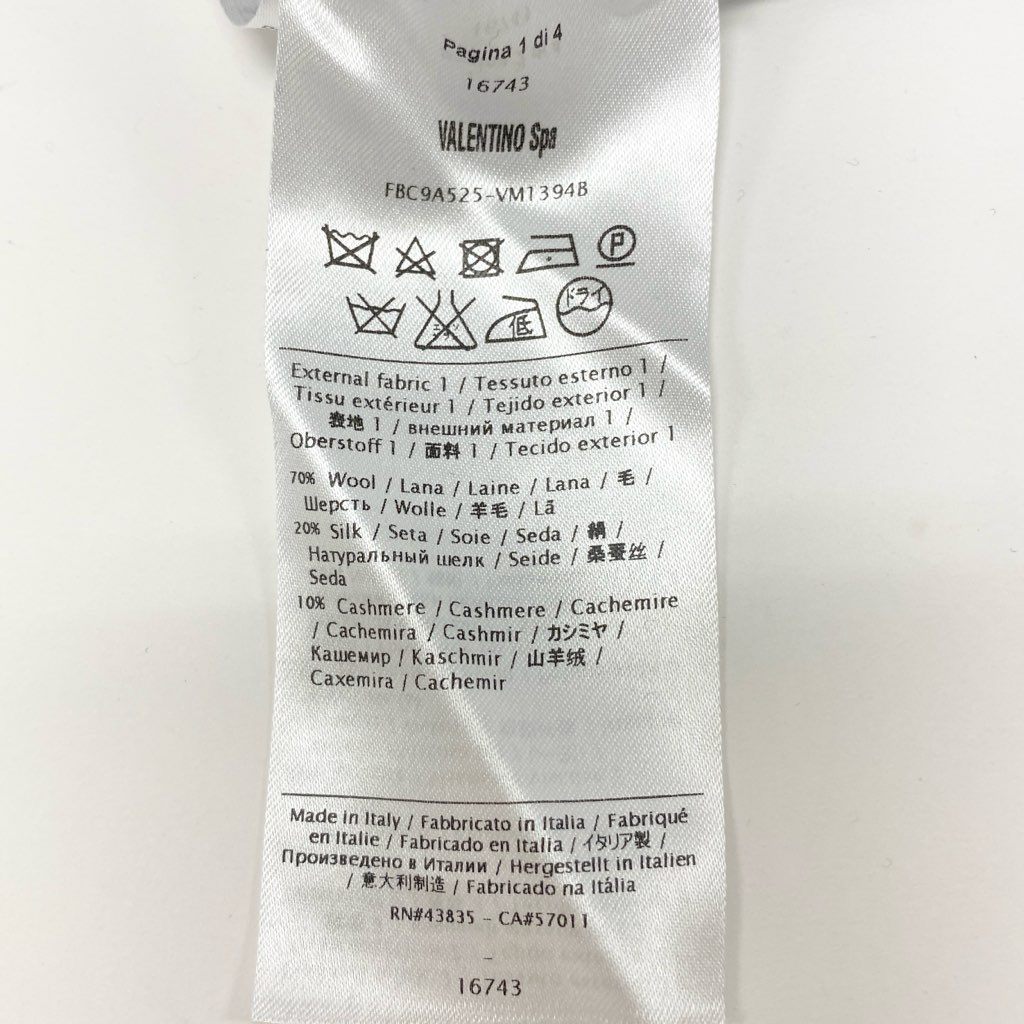 Pagina 1 di 4
16743
VALENTINO Spa
FBC9A525-VM1394B
P
ドライ
低
External fabric 1 / Tessuto esterno 1 /
Tissu extérieur 1 / Tejido exterior 1 /
表地 1 / внешний материал 1 /
Oberstoff 1 / 面料 1 / Tecido exterior 1
70% Wool / Lana / Laine / Lana / 毛 /
Шерсть / Wolle / 羊毛 / Lã
20% Silk / Seta / Soie / Seda / 絹 /
Натуральный шелк / Seide / 桑蚕丝 /
Seda
10% Cashmere / Cashmere / Cachemire
/ Cachemira / Cashmir / カシミヤ /
Кашемир / Kaschmir / 山羊绒 /
Caxemira / Cachemir
Made in Italy / Fabbricato in Italia / Fabriqué
en Italie / Fabricado en Italia / イタリア製 /
Произведено в Италии / Hergestellt in Italien
/ 意大利制造 / Fabricado na Itália
RN#43835 - CA#57011
-
16743